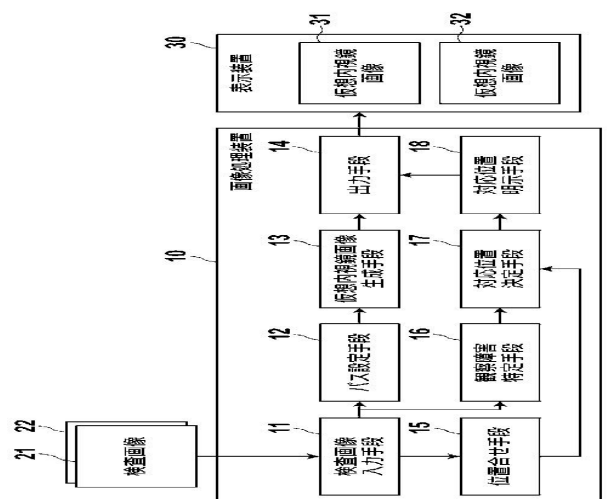 22
21
検査画像
10
画像処理装置
11
検査画像
入力手段
12
パス設定手段
13
仮想内視鏡画像
生成手段
14
出力手段
15
位置合せ手段
16
観察障害
特定手段
17
対応位置
決定手段
18
対応位置
明示手段
30
表示装置
31
仮想内視鏡
画像
32
仮想内視鏡
画像